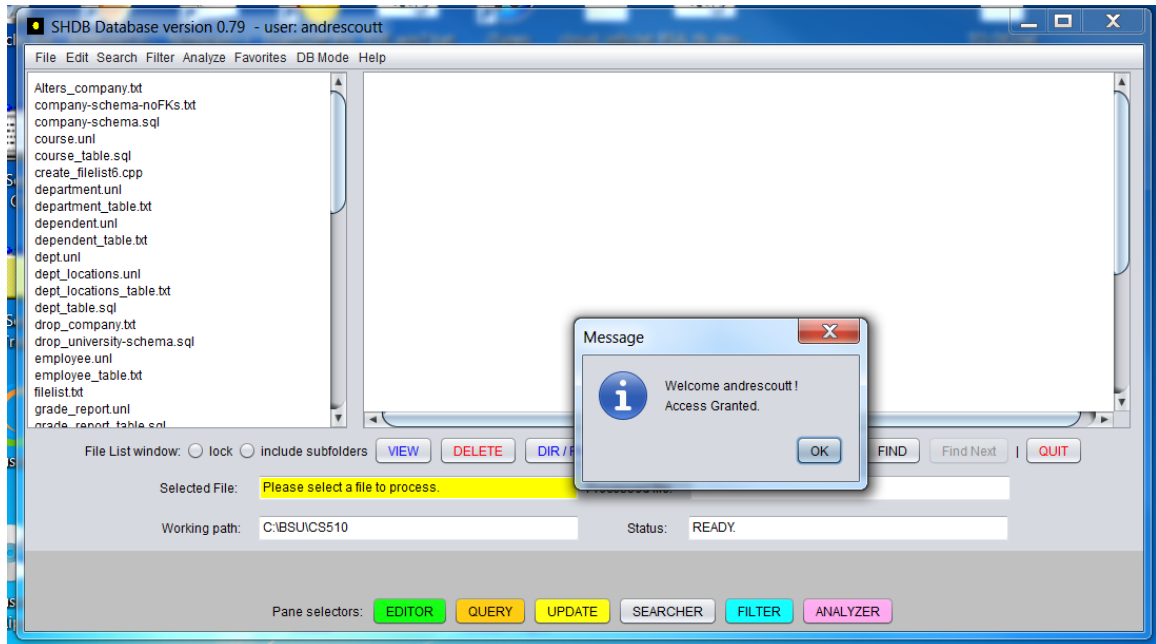 SHDB Database version 0.79 - user: andrescoutt
File Edit Search Filter Analyze Favorites DB Mode Help
Alters_company.txt
company-schema-noFKs.txt
company-schema.sql
course.unl
course_table.sql
create_filelist6.cpp
department.unl
department_table.txt
dependent.unl
dependent_table.txt
dept.unl
dept_locations.unl
dept_locations_table.txt
dept_table.sql
drop_company.txt
drop_university-schema.sql
employee.unl
employee_table.txt
filelist.txt
grade_report.unl
grade_report_table.sql
Message
X
Welcome andrescoutt !
Access Granted.
OK
File List window: lock include subfolders VIEW DELETE DIR / FIND Find Next | QUIT
Selected File: Please select a file to process.
Working path: C:\BSU\CS510 Status: READY.
Pane selectors: EDITOR QUERY UPDATE SEARCHER FILTER ANALYZER